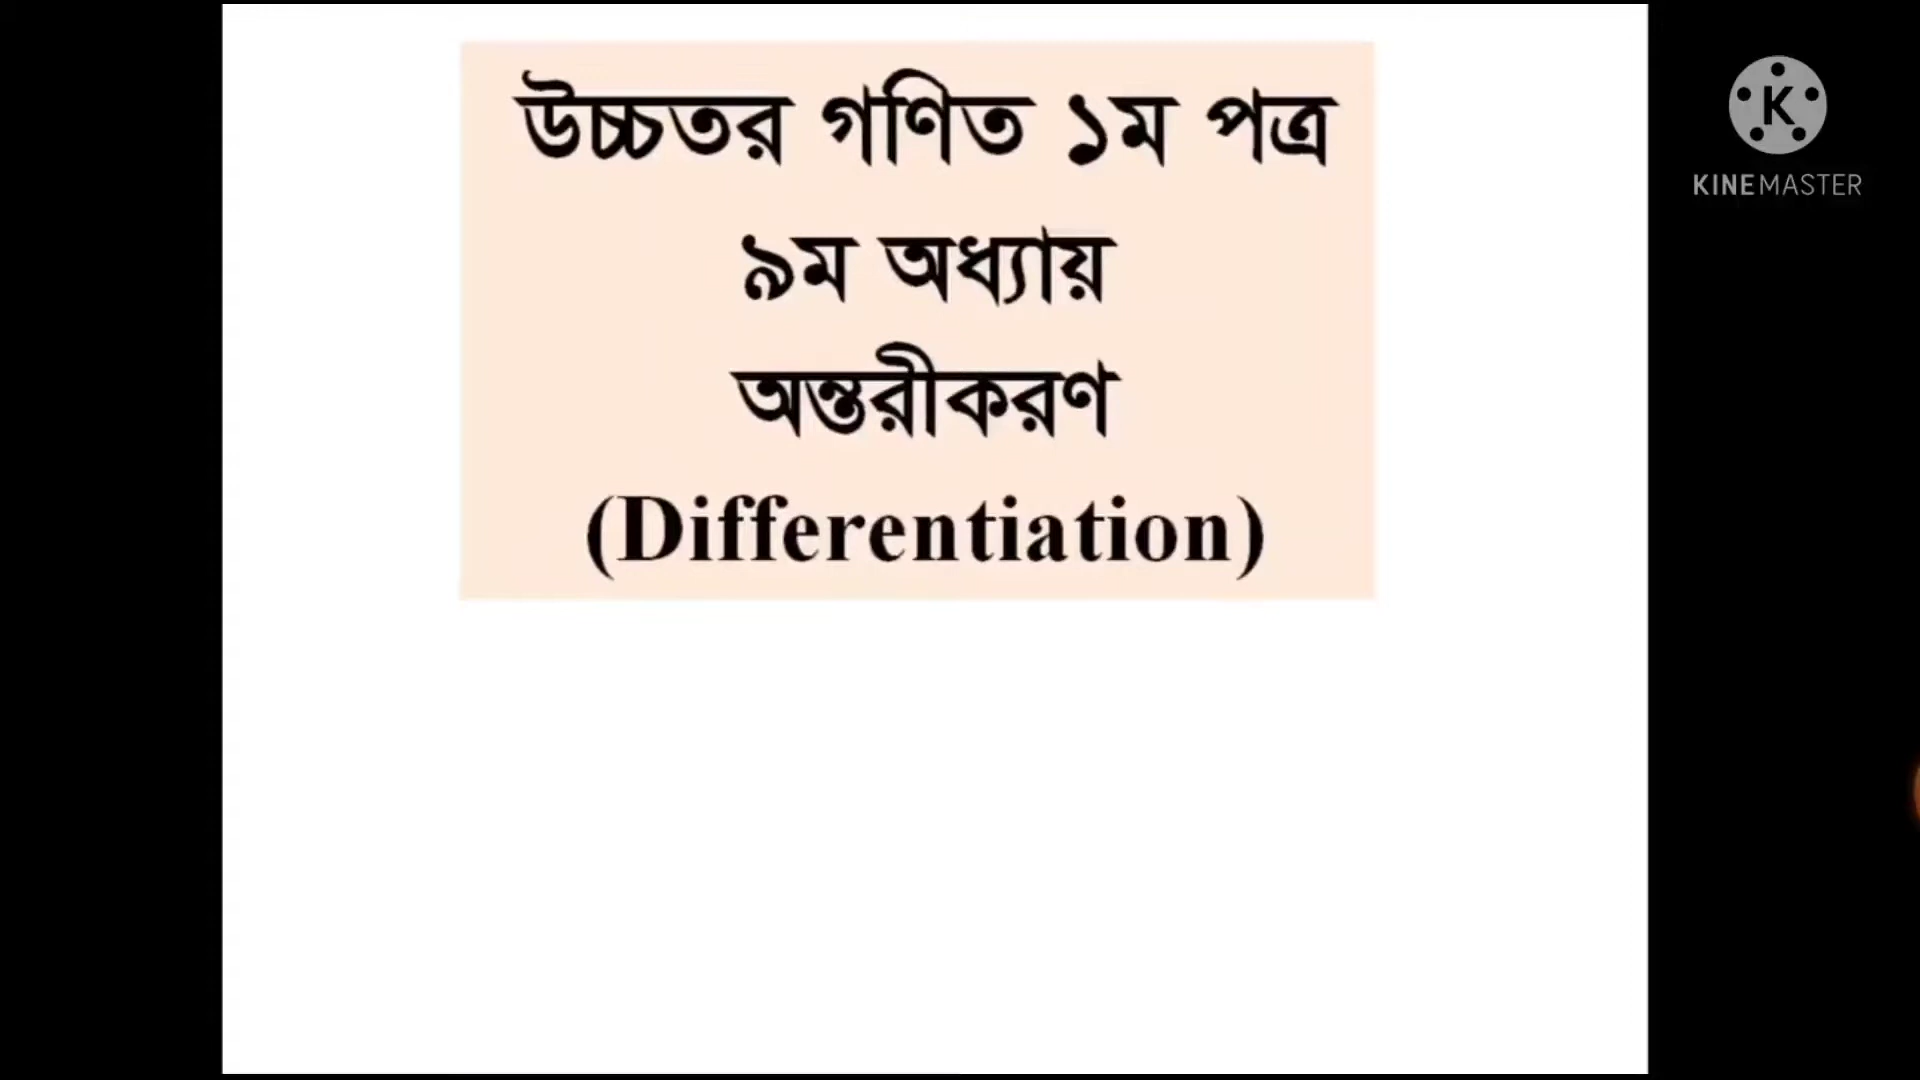 উচ্চতর গণিত ১ম পত্র
৯ম অধ্যায়
অন্তরীকরণ
(Differentiation)
K
KINEMASTER